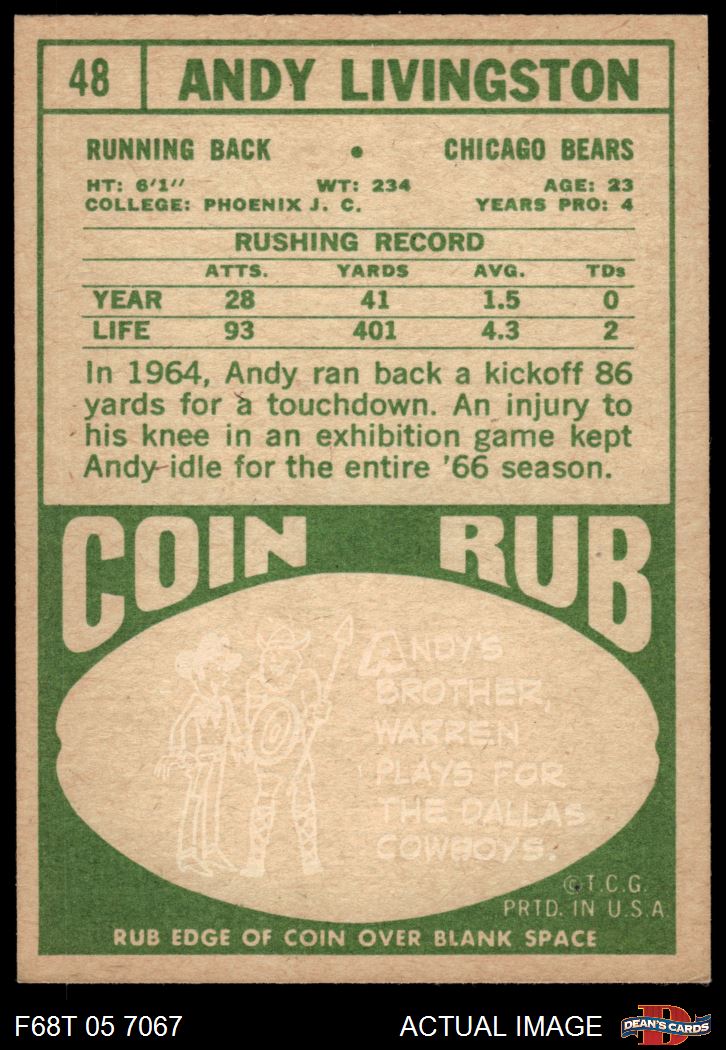 48 ANDY LIVINGSTON
RUNNING BACK • CHICAGO BEARS
HT: 6'1" WT: 234 AGE: 23
COLLEGE: PHOENIX J. C. YEARS PRO: 4
RUSHING RECORD
ATTS. YARDS AVG. TDs
YEAR 28 41 1.5 0
LIFE 93 401 4.3 2
In 1964, Andy ran back a kickoff 86
yards for a touchdown. An injury to
his knee in an exhibition game kept
Andy idle for the entire '66 season.
COIN RUB
ANDY'S
BROTHER,
WARREN
PLAYS FOR
THE DALLAS
COWBOYS.
©T.C.G.
PRTD. IN U.S.A
RUB EDGE OF COIN OVER BLANK SPACE
F68T 05 7067 ACTUAL IMAGE
DEAN'S CARDS